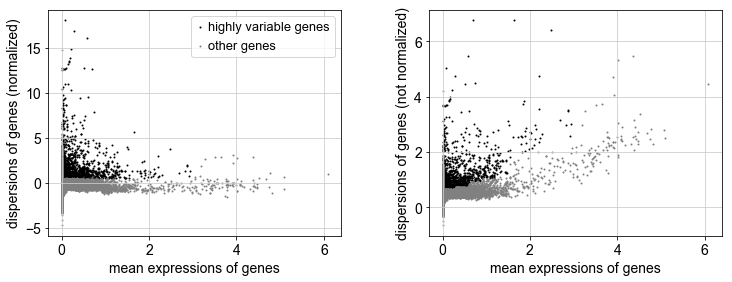 highly variable genes
other genes
dispersions of genes (normalized)
15
10
5
0
−5
0 2 4 6
mean expressions of genes
dispersions of genes (not normalized)
6
4
2
0
0 2 4 6
mean expressions of genes